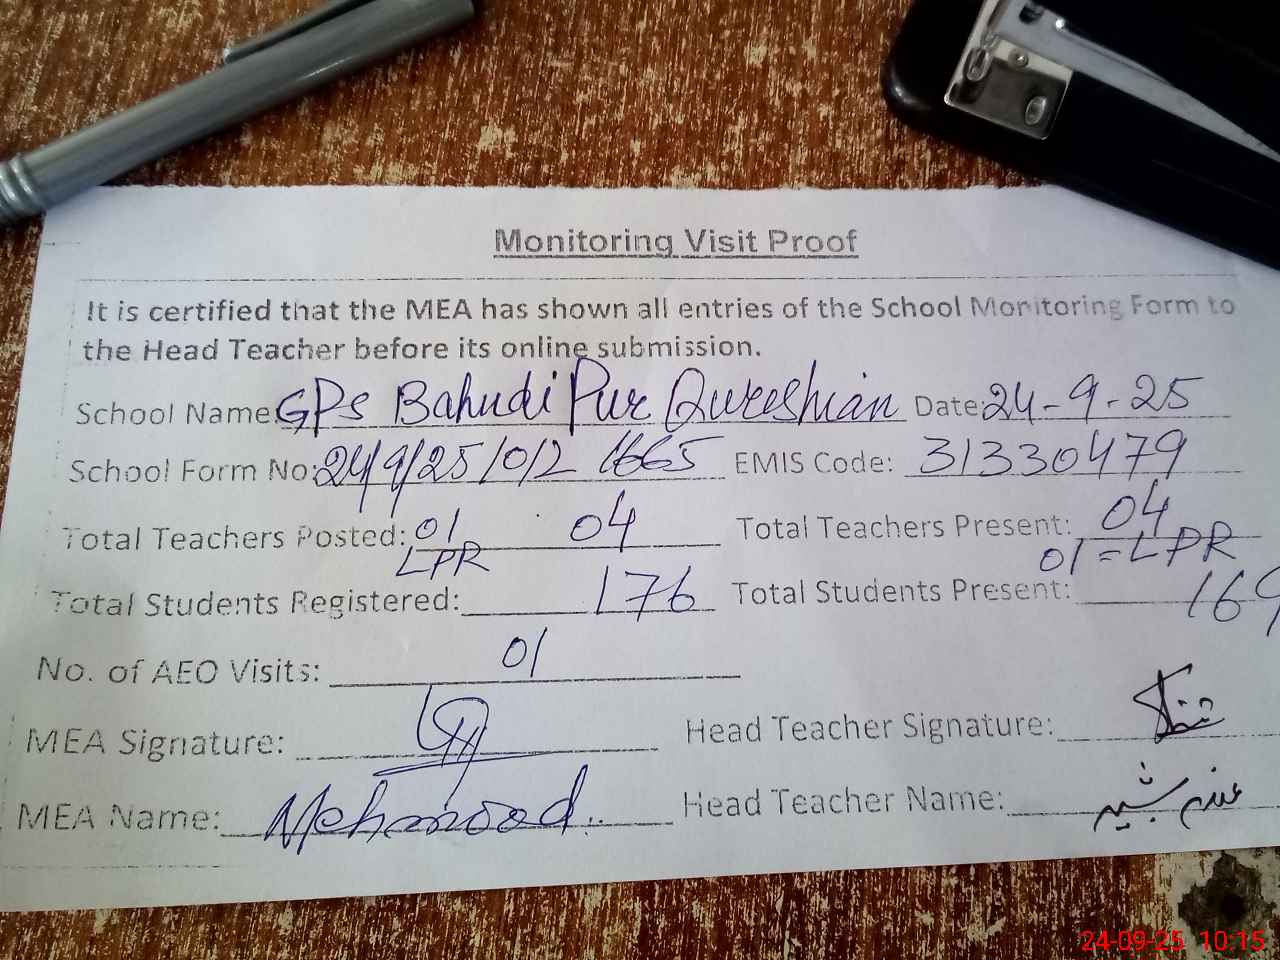 Monitoring Visit Proof
It is certified that the MEA has shown all entries of the School Monitoring Form to
the Head Teacher before its online submission.
School Name: GPs Bahudi Pur Qureshian Date: 24-9-25
School Form No: 24/9/25/012 1665 EMIS Code: 31330479
Total Teachers Posted: 01 LPR 04 Total Teachers Present: 04
01=LPR
Total Students Registered: 176 Total Students Present: 169
No. of AEO Visits: 01
MEA Signature: Head Teacher Signature:
MEA Name: Mehmood Head Teacher Name:
24-09-25 10:15